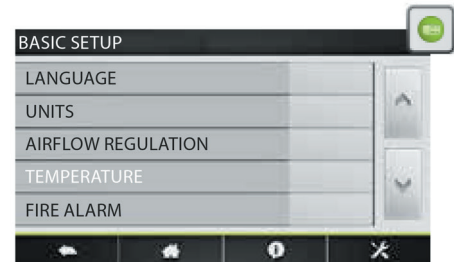 BASIC SETUP
LANGUAGE
UNITS
AIRFLOW REGULATION
TEMPERATURE
FIRE ALARM